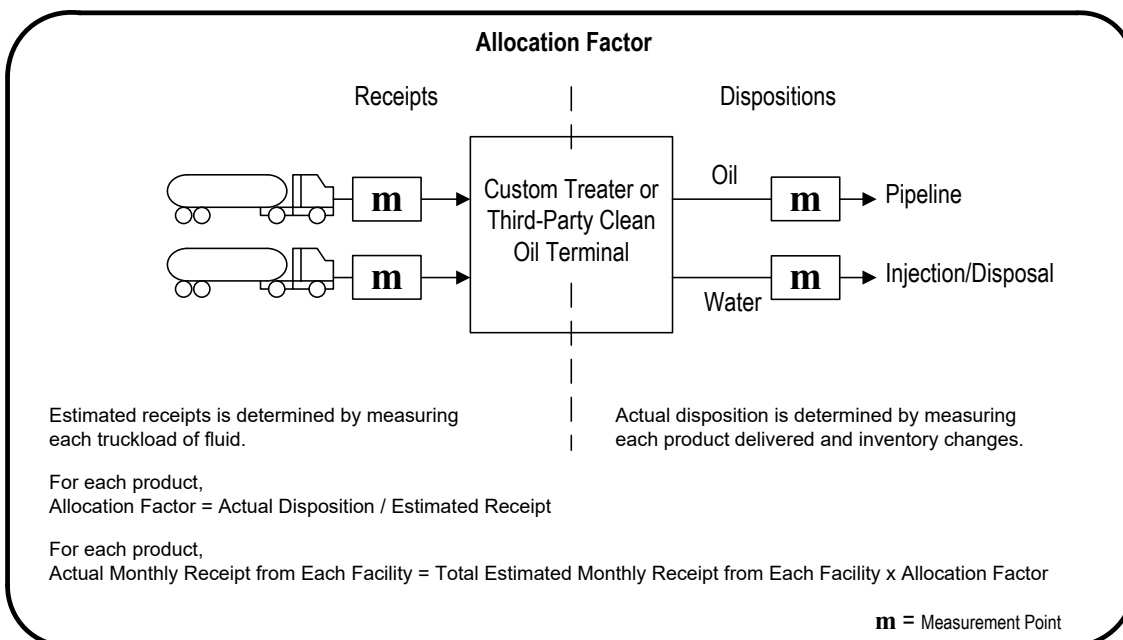 Allocation Factor
Receipts
Dispositions
m
m
Custom Treater or
Third-Party Clean
Oil Terminal
Oil
m
Pipeline
Water
m
Injection/Disposal
Estimated receipts is determined by measuring
each truckload of fluid.
Actual disposition is determined by measuring
each product delivered and inventory changes.
For each product,
Allocation Factor = Actual Disposition / Estimated Receipt
For each product,
Actual Monthly Receipt from Each Facility = Total Estimated Monthly Receipt from Each Facility x Allocation Factor
m = Measurement Point